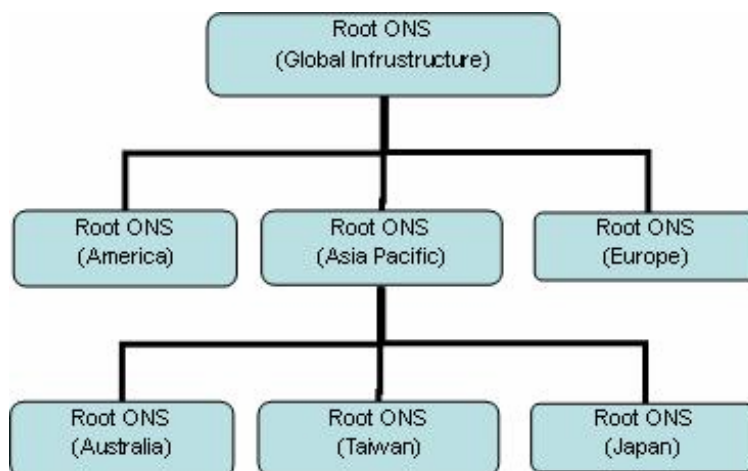 Root ONS
(Global Infrustructure)
Root ONS
(America)
Root ONS
(Asia Pacific)
Root ONS
(Europe)
Root ONS
(Australia)
Root ONS
(Taiwan)
Root ONS
(Japan)